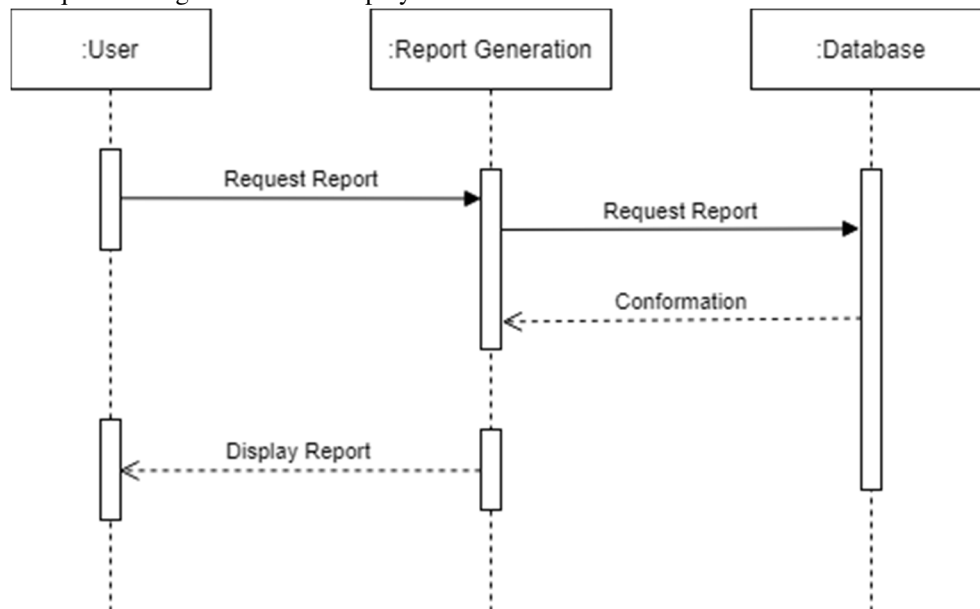 :User
:Report Generation
:Database
Request Report
Request Report
Conformation
Display Report